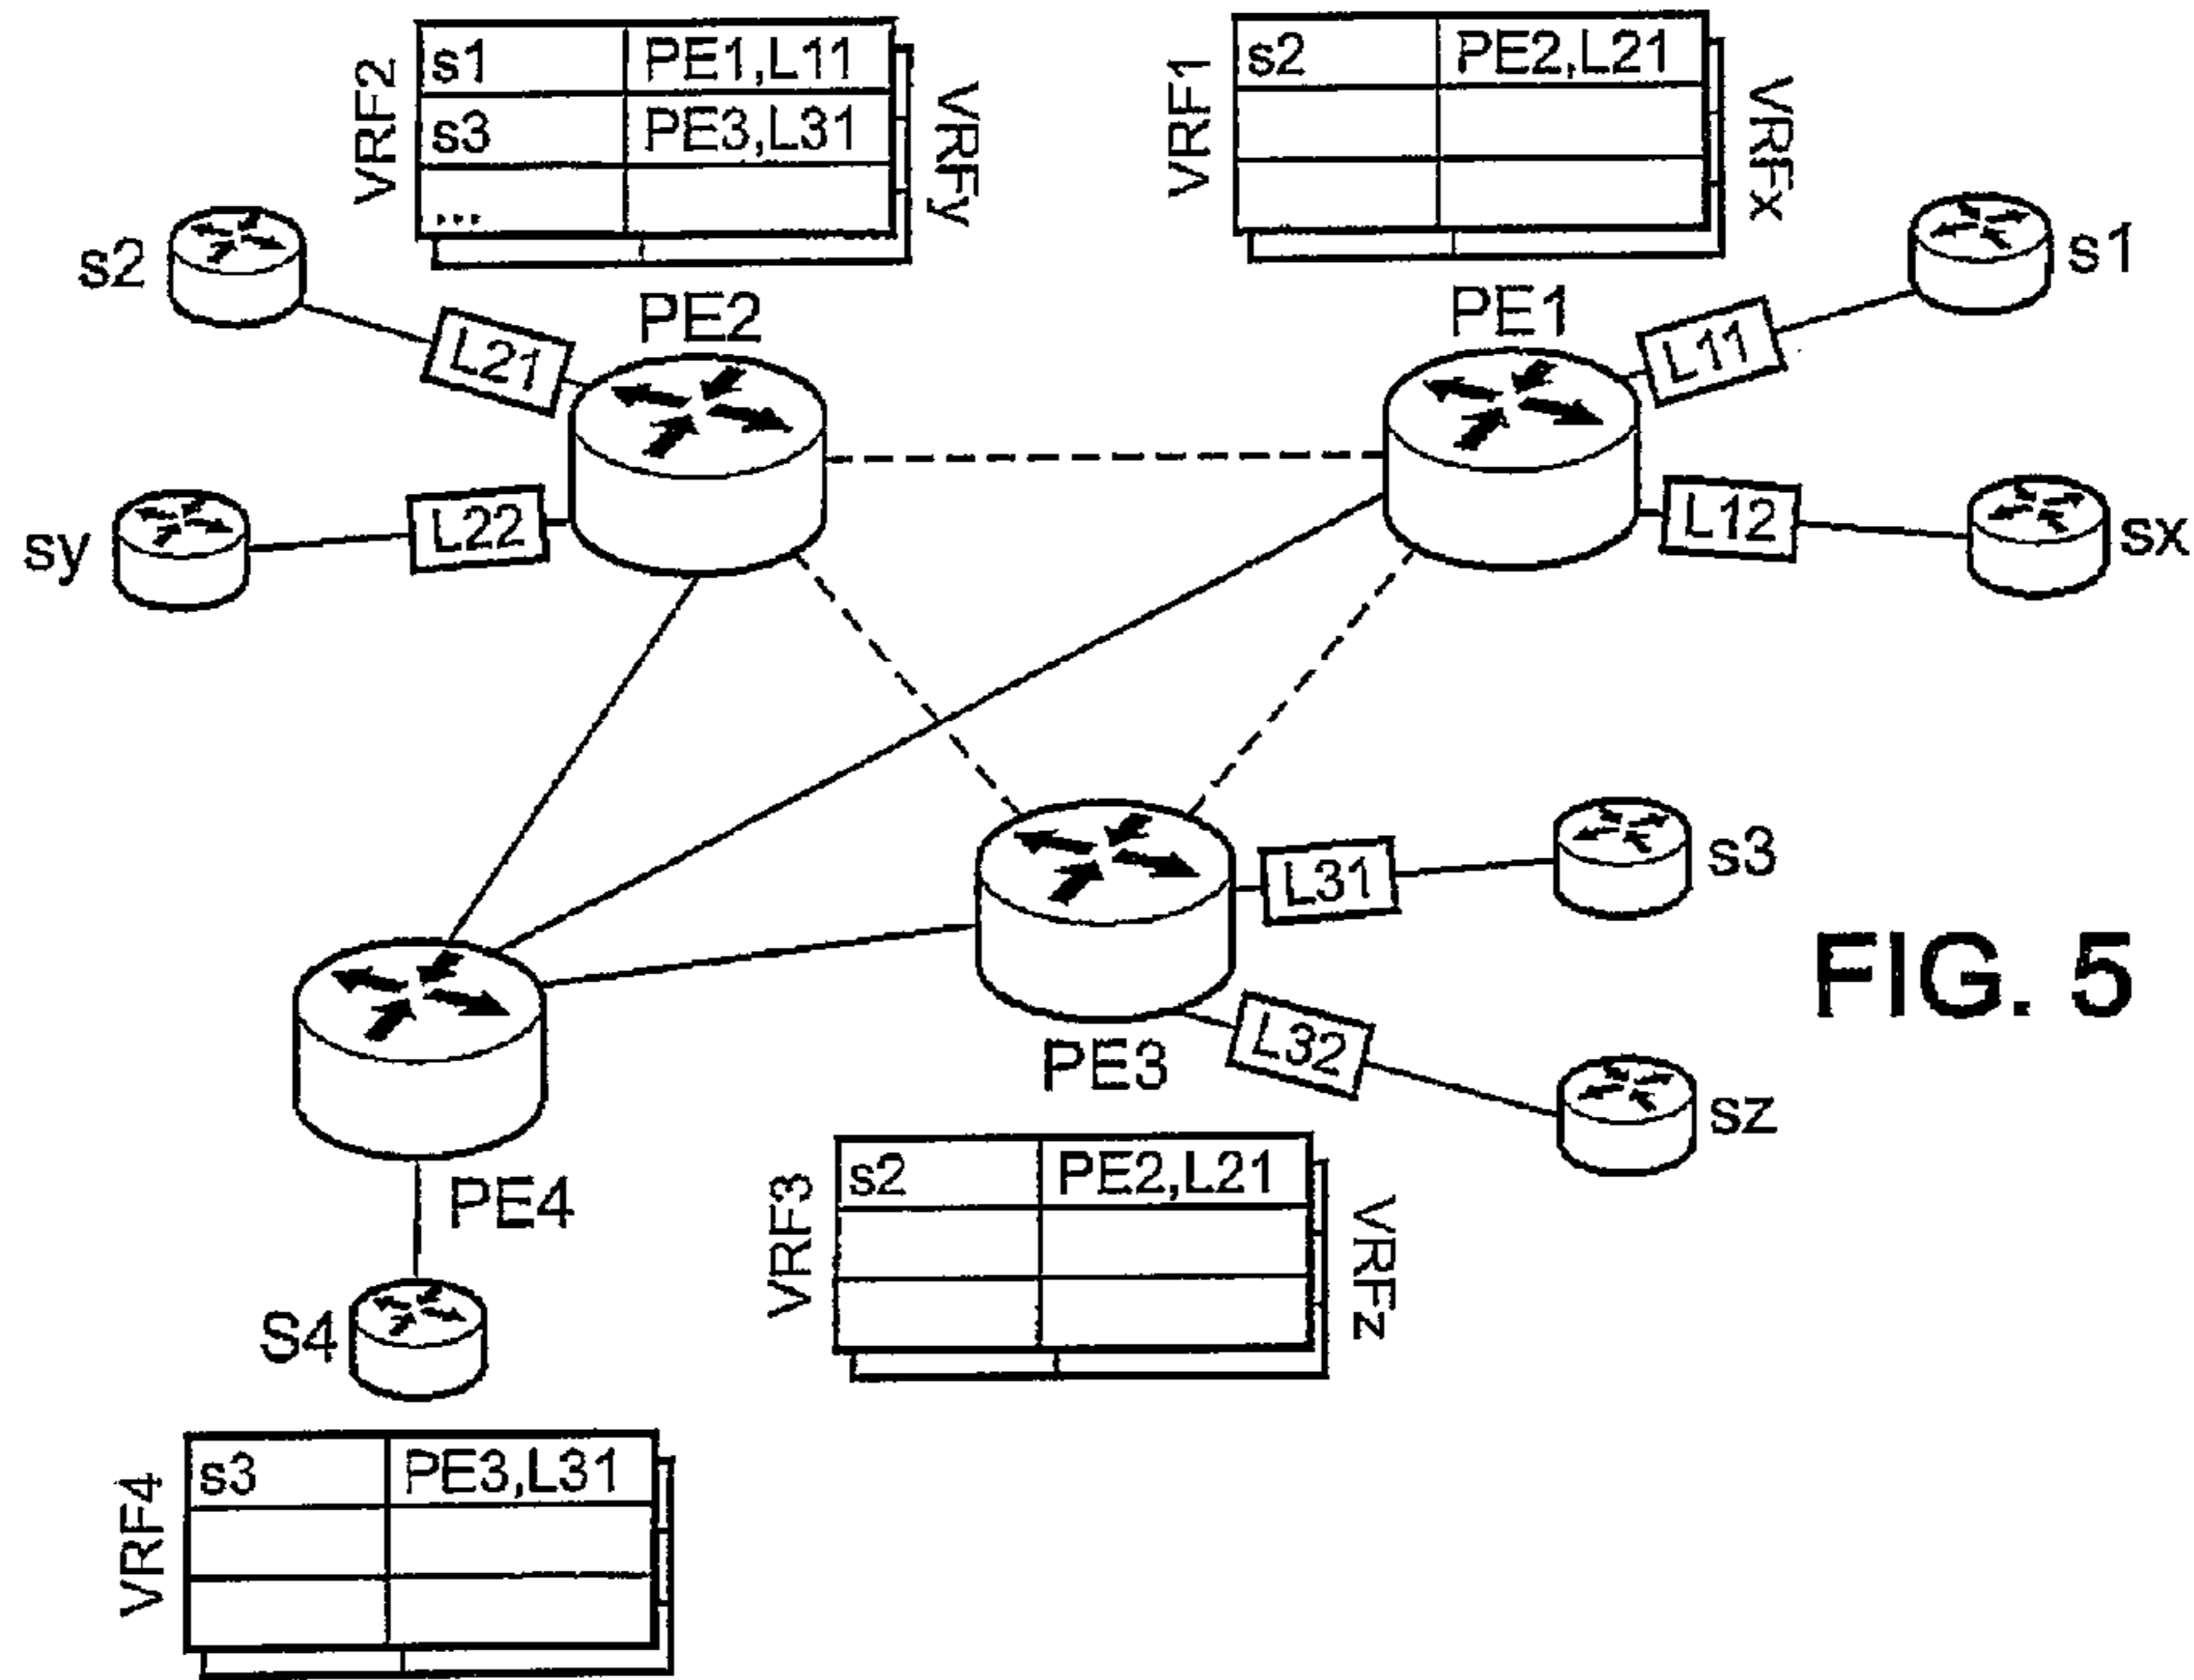 VRF2
s1 PE1,L11
s3 PE3,L31
...
VRFy
VRF1
s2 PE2,L21
VRFx
s2
L21
PE2
PE1
L11
s1
sy
L22
L12
sx
L31
s3
FIG. 5
PE3
L32
sz
PE4
VRF3
s2 PE2,L21
VRFz
S4
VRF4
s3 PE3,L31